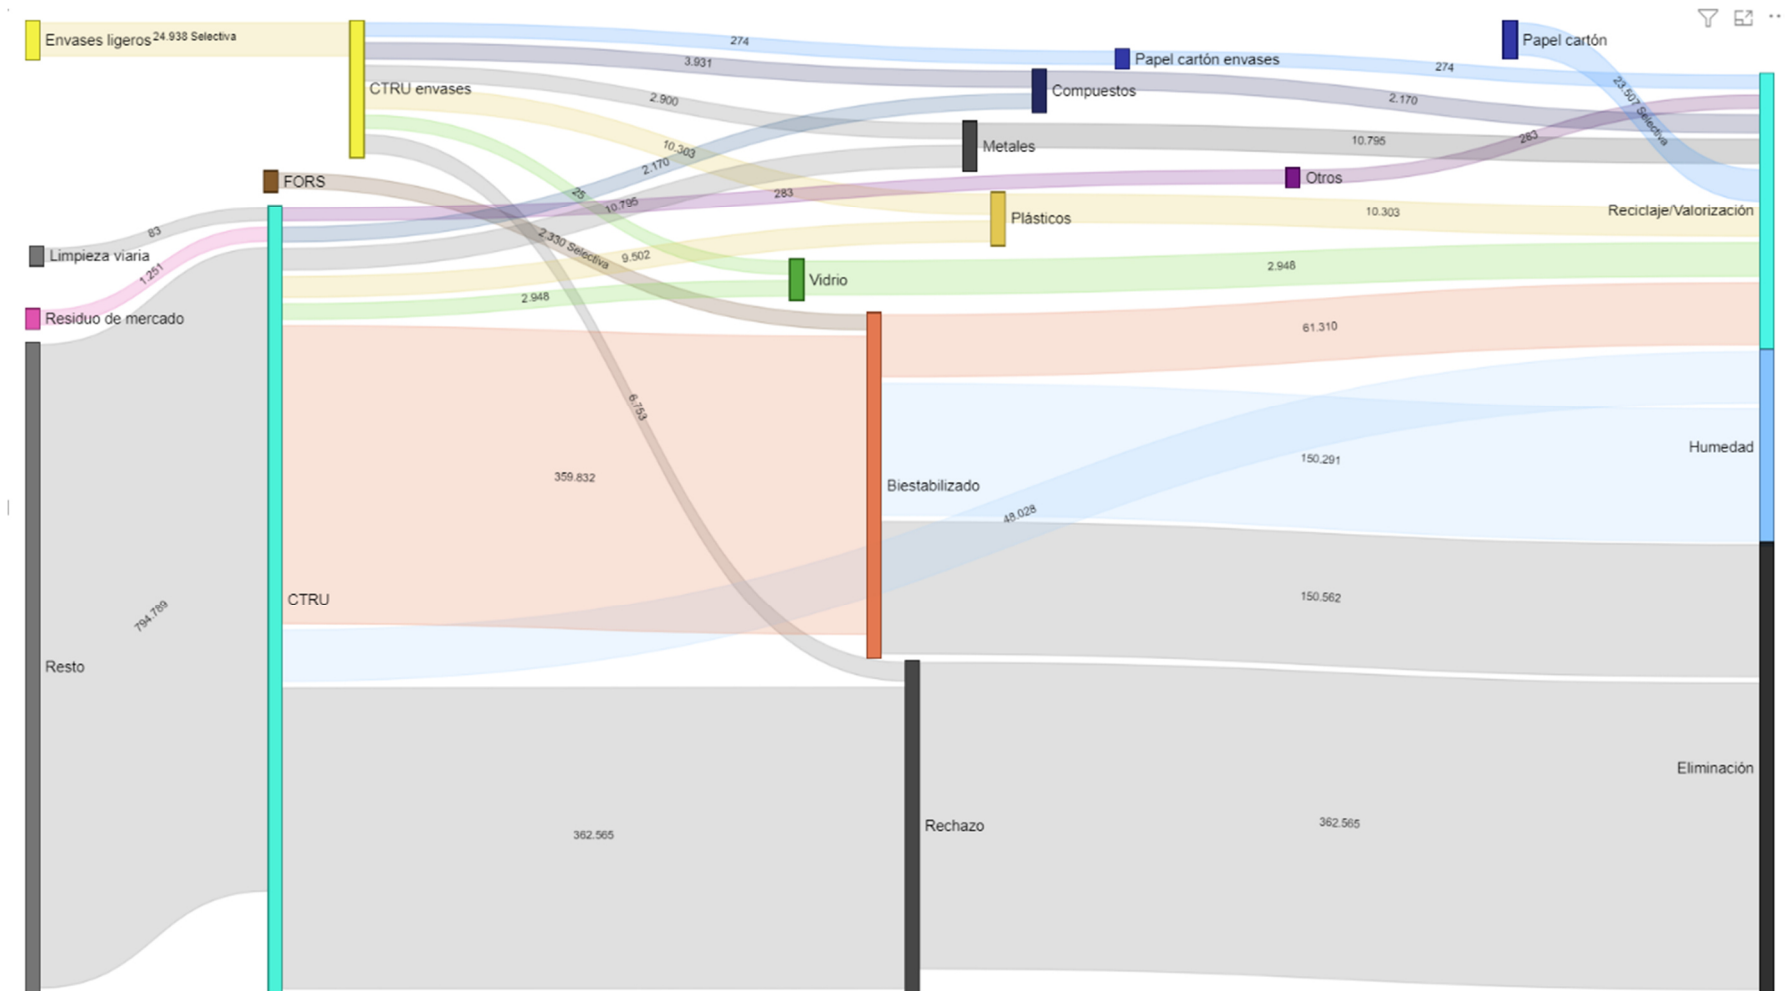 Envases ligeros
24.938 Selectiva
274
Papel cartón
3.931
Papel cartón envases
274
CTRU envases
2.900
Compuestos
2.170
23.507 Selectiva
10.303
Metales
10.795
283
2.170
FORS
25
283
Otros
10.795
Plásticos
10.303
Reciclaje/Valorización
83
2.330 Selectiva
9.502
Limpieza viaria
1.251
Vidrio
2.948
2.948
Residuo de mercado
61.310
6.753
Humedad
359.832
150.291
Biestabilizado
48.028
CTRU
150.562
794.789
Resto
Eliminación
362.565
Rechazo
362.565